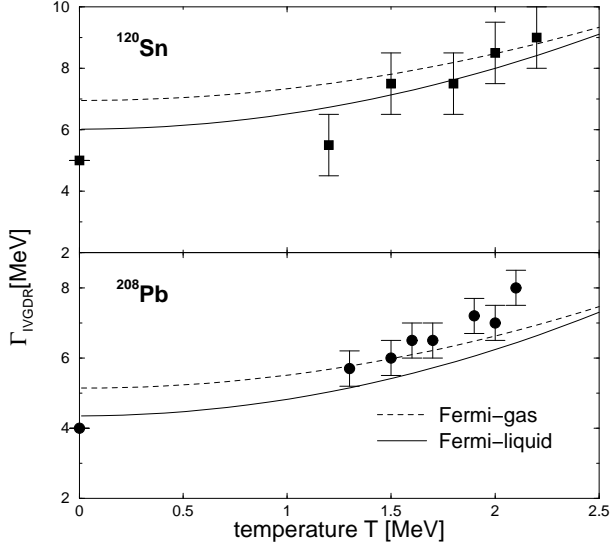 10
¹²⁰Sn
8
6
4
2
Γ_IVGDR[MeV]
²⁰⁸Pb
8
6
4
2
Fermi−gas
Fermi−liquid
0 0.5 1 1.5 2 2.5
temperature T [MeV]